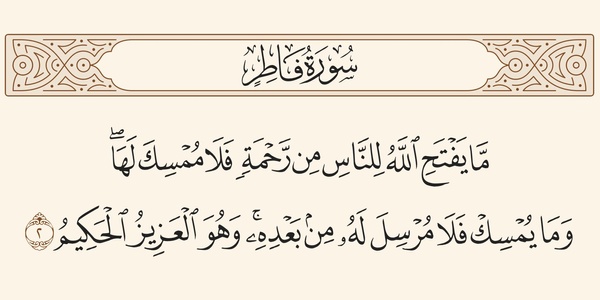 سُورَةُ فَاطِرٍ
مَّا يَفْتَحِ ٱللَّهُ لِلنَّاسِ مِن رَّحْمَةٍ فَلَا مُمْسِكَ لَهَا ۖ
وَمَا يُمْسِكْ فَلَا مُرْسِلَ لَهُۥ مِنۢ بَعْدِهِۦ ۚ وَهُوَ ٱلْعَزِيزُ ٱلْحَكِيمُ ٢